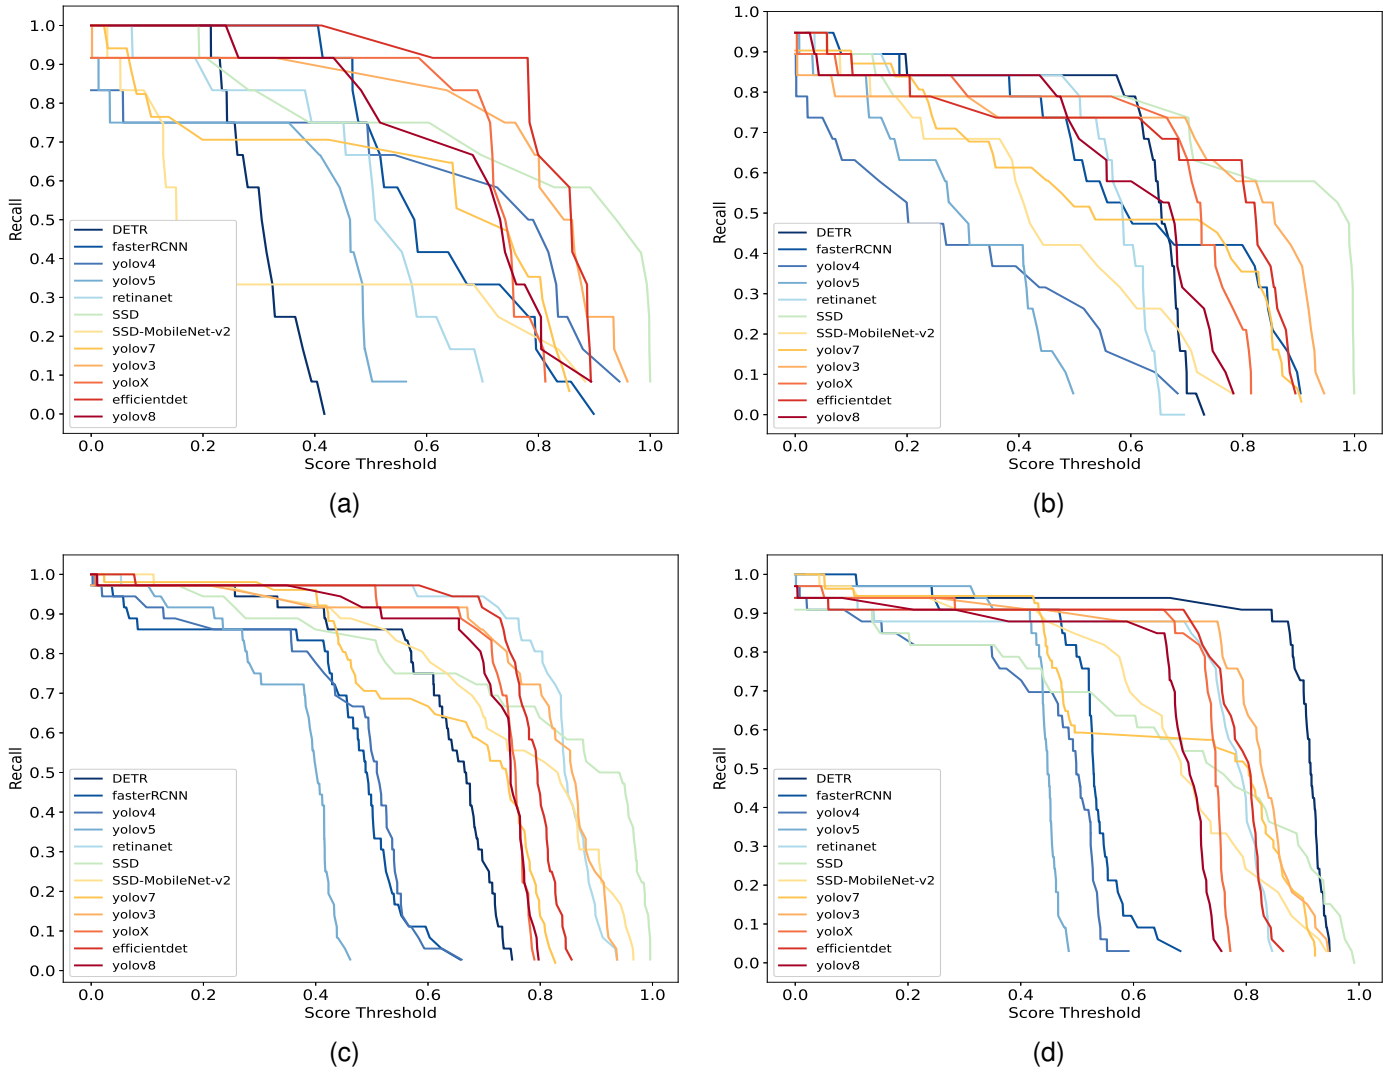 1.0
0.9
0.8
0.7
0.6
0.5
0.4
0.3
0.2
0.1
0.0
Recall
DETR
fasterRCNN
yolov4
yolov5
retinanet
SSD
SSD-MobileNet-v2
yolov7
yolov3
yoloX
efficientdet
yolov8
0.0 0.2 0.4 0.6 0.8 1.0
Score Threshold
(a)
1.0
0.9
0.8
0.7
0.6
0.5
0.4
0.3
0.2
0.1
0.0
Recall
DETR
fasterRCNN
yolov4
yolov5
retinanet
SSD
SSD-MobileNet-v2
yolov7
yolov3
yoloX
efficientdet
yolov8
0.0 0.2 0.4 0.6 0.8 1.0
Score Threshold
(b)
1.0
0.9
0.8
0.7
0.6
0.5
0.4
0.3
0.2
0.1
0.0
Recall
DETR
fasterRCNN
yolov4
yolov5
retinanet
SSD
SSD-MobileNet-v2
yolov7
yolov3
yoloX
efficientdet
yolov8
0.0 0.2 0.4 0.6 0.8 1.0
Score Threshold
(c)
1.0
0.9
0.8
0.7
0.6
0.5
0.4
0.3
0.2
0.1
0.0
Recall
DETR
fasterRCNN
yolov4
yolov5
retinanet
SSD
SSD-MobileNet-v2
yolov7
yolov3
yoloX
efficientdet
yolov8
0.0 0.2 0.4 0.6 0.8 1.0
Score Threshold
(d)